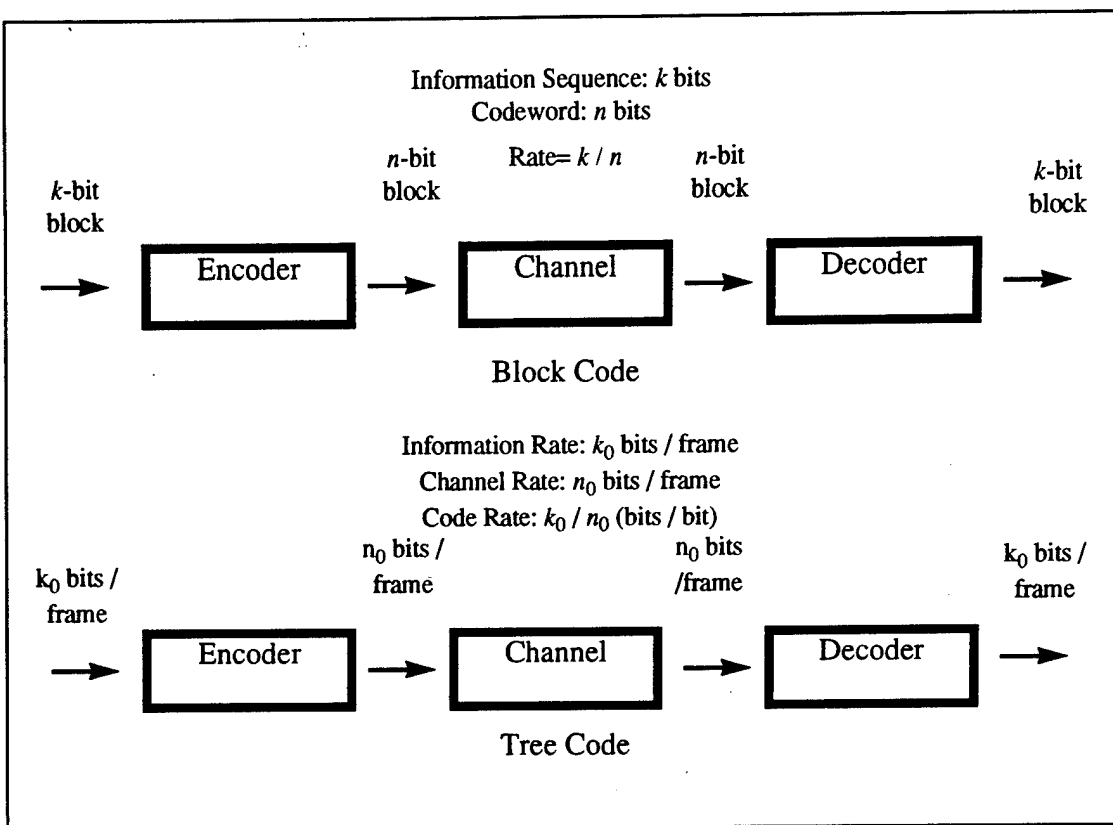 Information Sequence: k bits
Codeword: n bits
Rate= k / n
k-bit
block
n-bit
block
n-bit
block
k-bit
block
Encoder
Channel
Decoder
Block Code
Information Rate: k₀ bits / frame
Channel Rate: n₀ bits / frame
Code Rate: k₀ / n₀ (bits / bit)
k₀ bits /
frame
n₀ bits /
frame
n₀ bits
/frame
k₀ bits /
frame
Encoder
Channel
Decoder
Tree Code